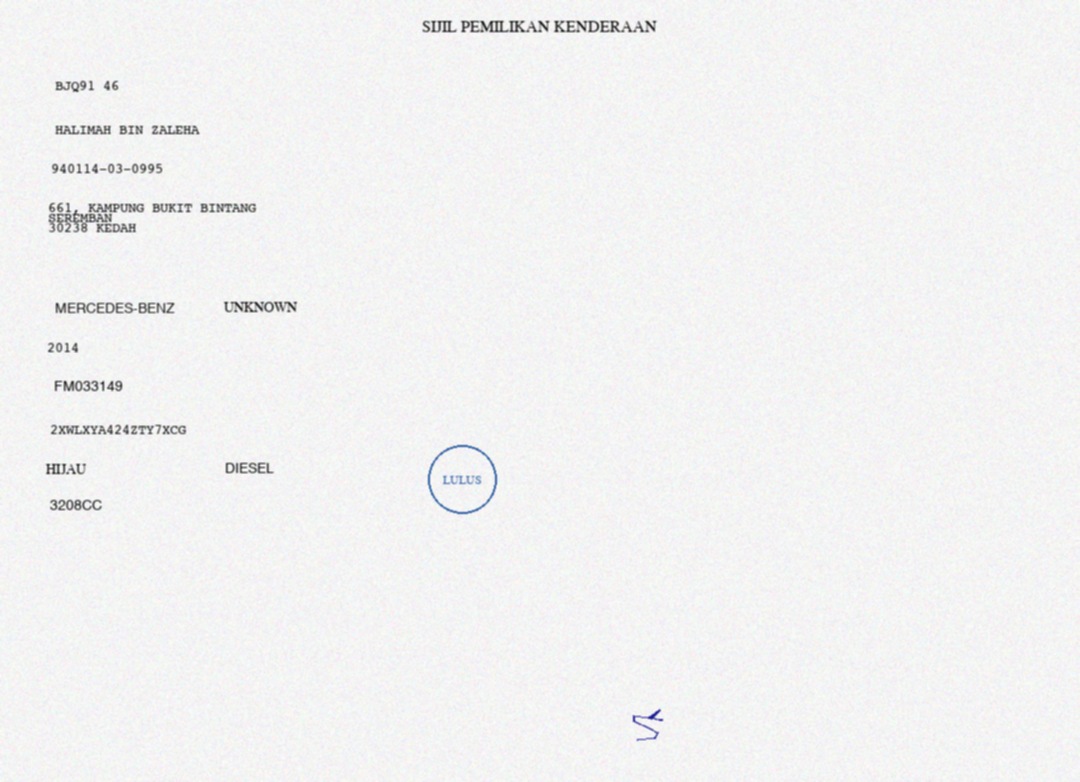 SIJIL PEMILIKAN KENDERAAN
BJQ91 46
HALIMAH BIN ZALEHA
940114-03-0995
661, KAMPUNG BUKIT BINTANG
SEREMBAN
30238 KEDAH
MERCEDES-BENZ UNKNOWN
2014
FM033149
2XWLXYA424ZTY7XCG
HIJAU DIESEL
LULUS
3208CC